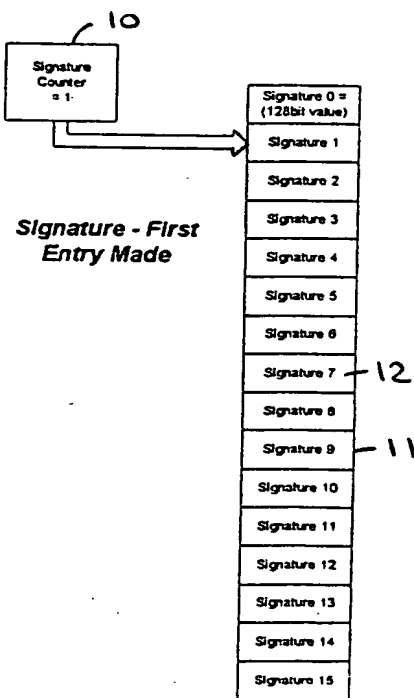 10
Signature
Counter
= 1
Signature 0 =
(128bit value)
Signature 1
Signature 2
Signature - First
Entry Made
Signature 3
Signature 4
Signature 5
Signature 6
Signature 7
12
Signature 8
Signature 9
11
Signature 10
Signature 11
Signature 12
Signature 13
Signature 14
Signature 15